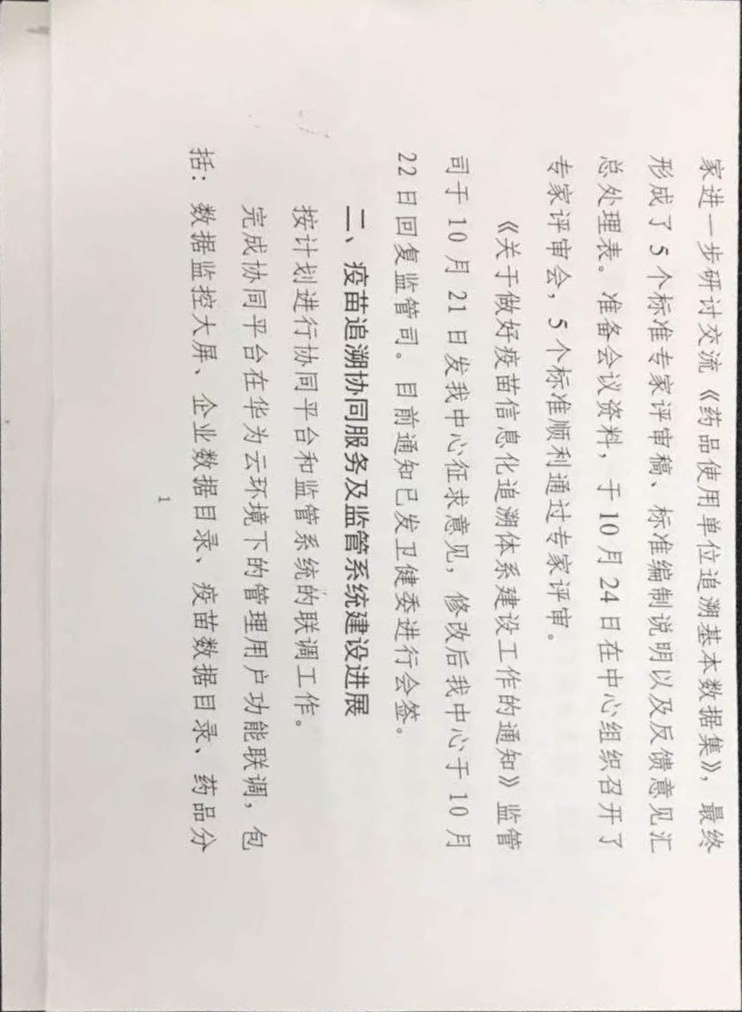 家进一步研讨交流《药品使用单位追溯基本数据集》，最终
形成了 5 个标准专家评审稿、标准编制说明以及反馈意见汇
总处理表。准备会议资料，于 10 月 24 日在中心组织召开了
专家评审会，5 个标准顺利通过专家评审。
《关于做好疫苗信息化追溯体系建设工作的通知》监管
司于 10 月 21 日发我中心征求意见，修改后我中心于 10 月
22 日回复监管司。目前通知已发卫健委进行会签。
二、疫苗追溯协同服务及监管系统建设进展
按计划进行协同平台和监管系统的联调工作。
完成协同平台在华为云环境下的管理用户功能联调，包
括：数据监控大屏、企业数据目录、疫苗数据目录、药品分
1